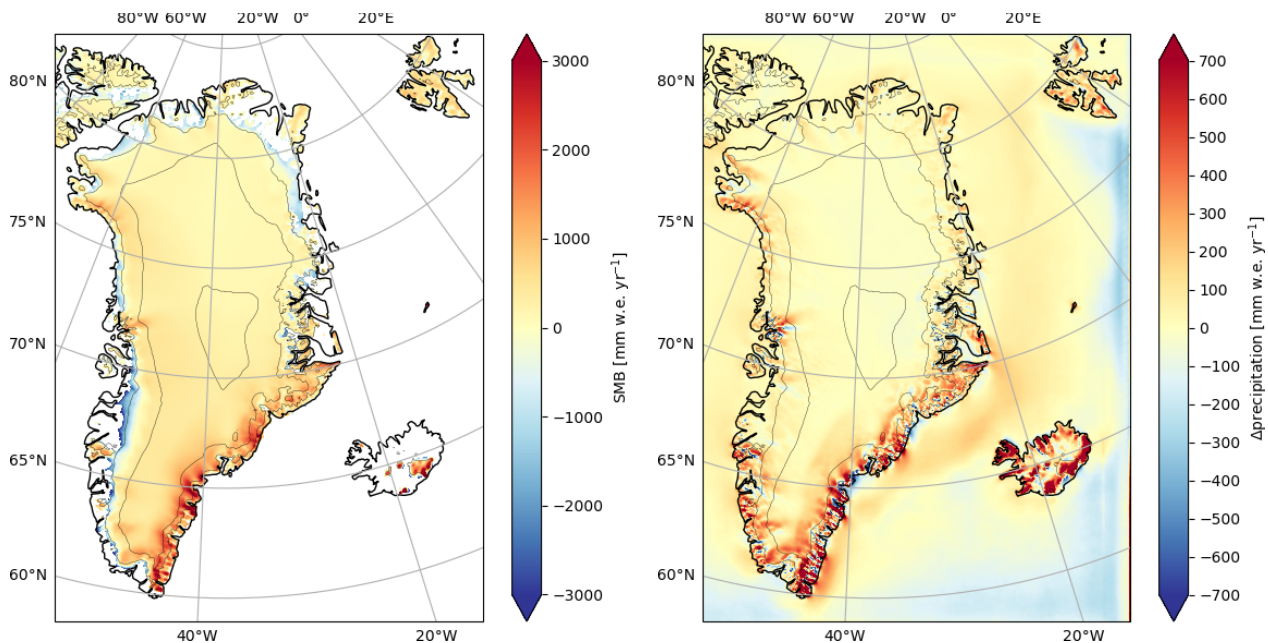 80°W 60°W 20°W 0° 20°E
80°N
75°N
70°N
65°N
60°N
40°W 20°W
3000
2000
1000
0
−1000
−2000
−3000
SMB [mm w.e. yr⁻¹]
80°W 60°W 20°W 0° 20°E
80°N
75°N
70°N
65°N
60°N
40°W 20°W
700
600
500
400
300
200
100
0
−100
−200
−300
−400
−500
−600
−700
Δprecipitation [mm w.e. yr⁻¹]